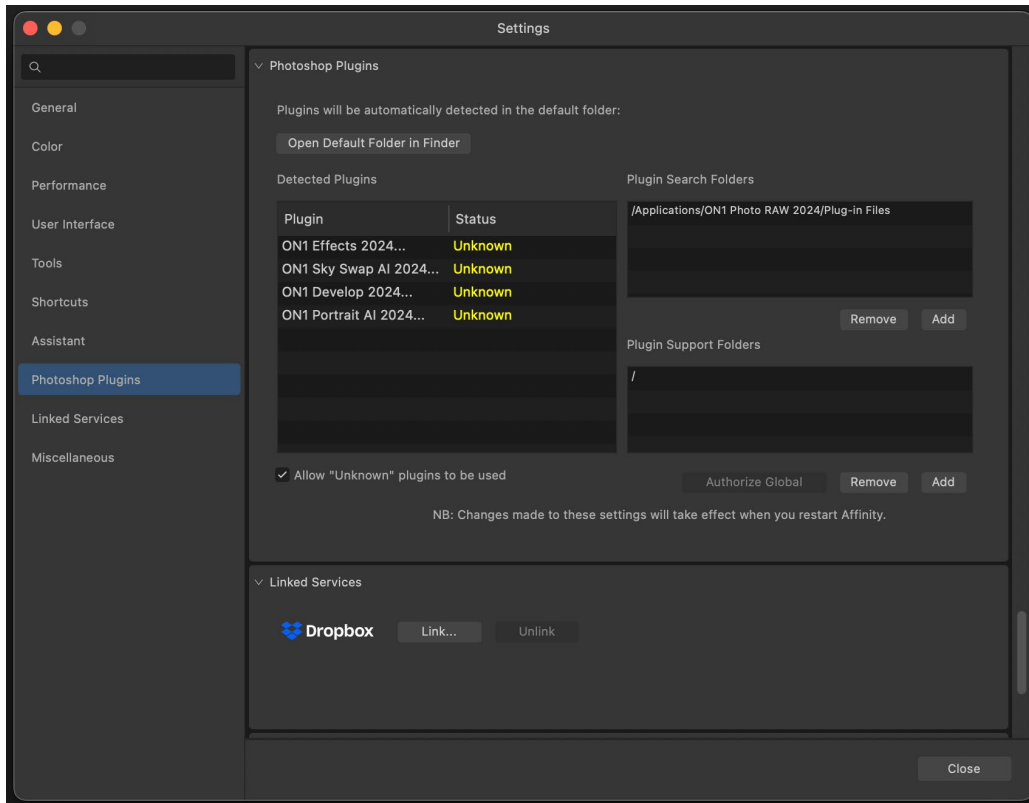 Settings
General
Color
Performance
User Interface
Tools
Shortcuts
Assistant
Photoshop Plugins
Linked Services
Miscellaneous
Photoshop Plugins
Plugins will be automatically detected in the default folder:
Open Default Folder in Finder
Detected Plugins
Plugin Status
ON1 Effects 2024... Unknown
ON1 Sky Swap AI 2024... Unknown
ON1 Develop 2024... Unknown
ON1 Portrait AI 2024... Unknown
Allow "Unknown" plugins to be used
Plugin Search Folders
/Applications/ON1 Photo RAW 2024/Plug-in Files
Remove Add
Plugin Support Folders
/
Authorize Global Remove Add
NB: Changes made to these settings will take effect when you restart Affinity.
Linked Services
Dropbox Link... Unlink
Close